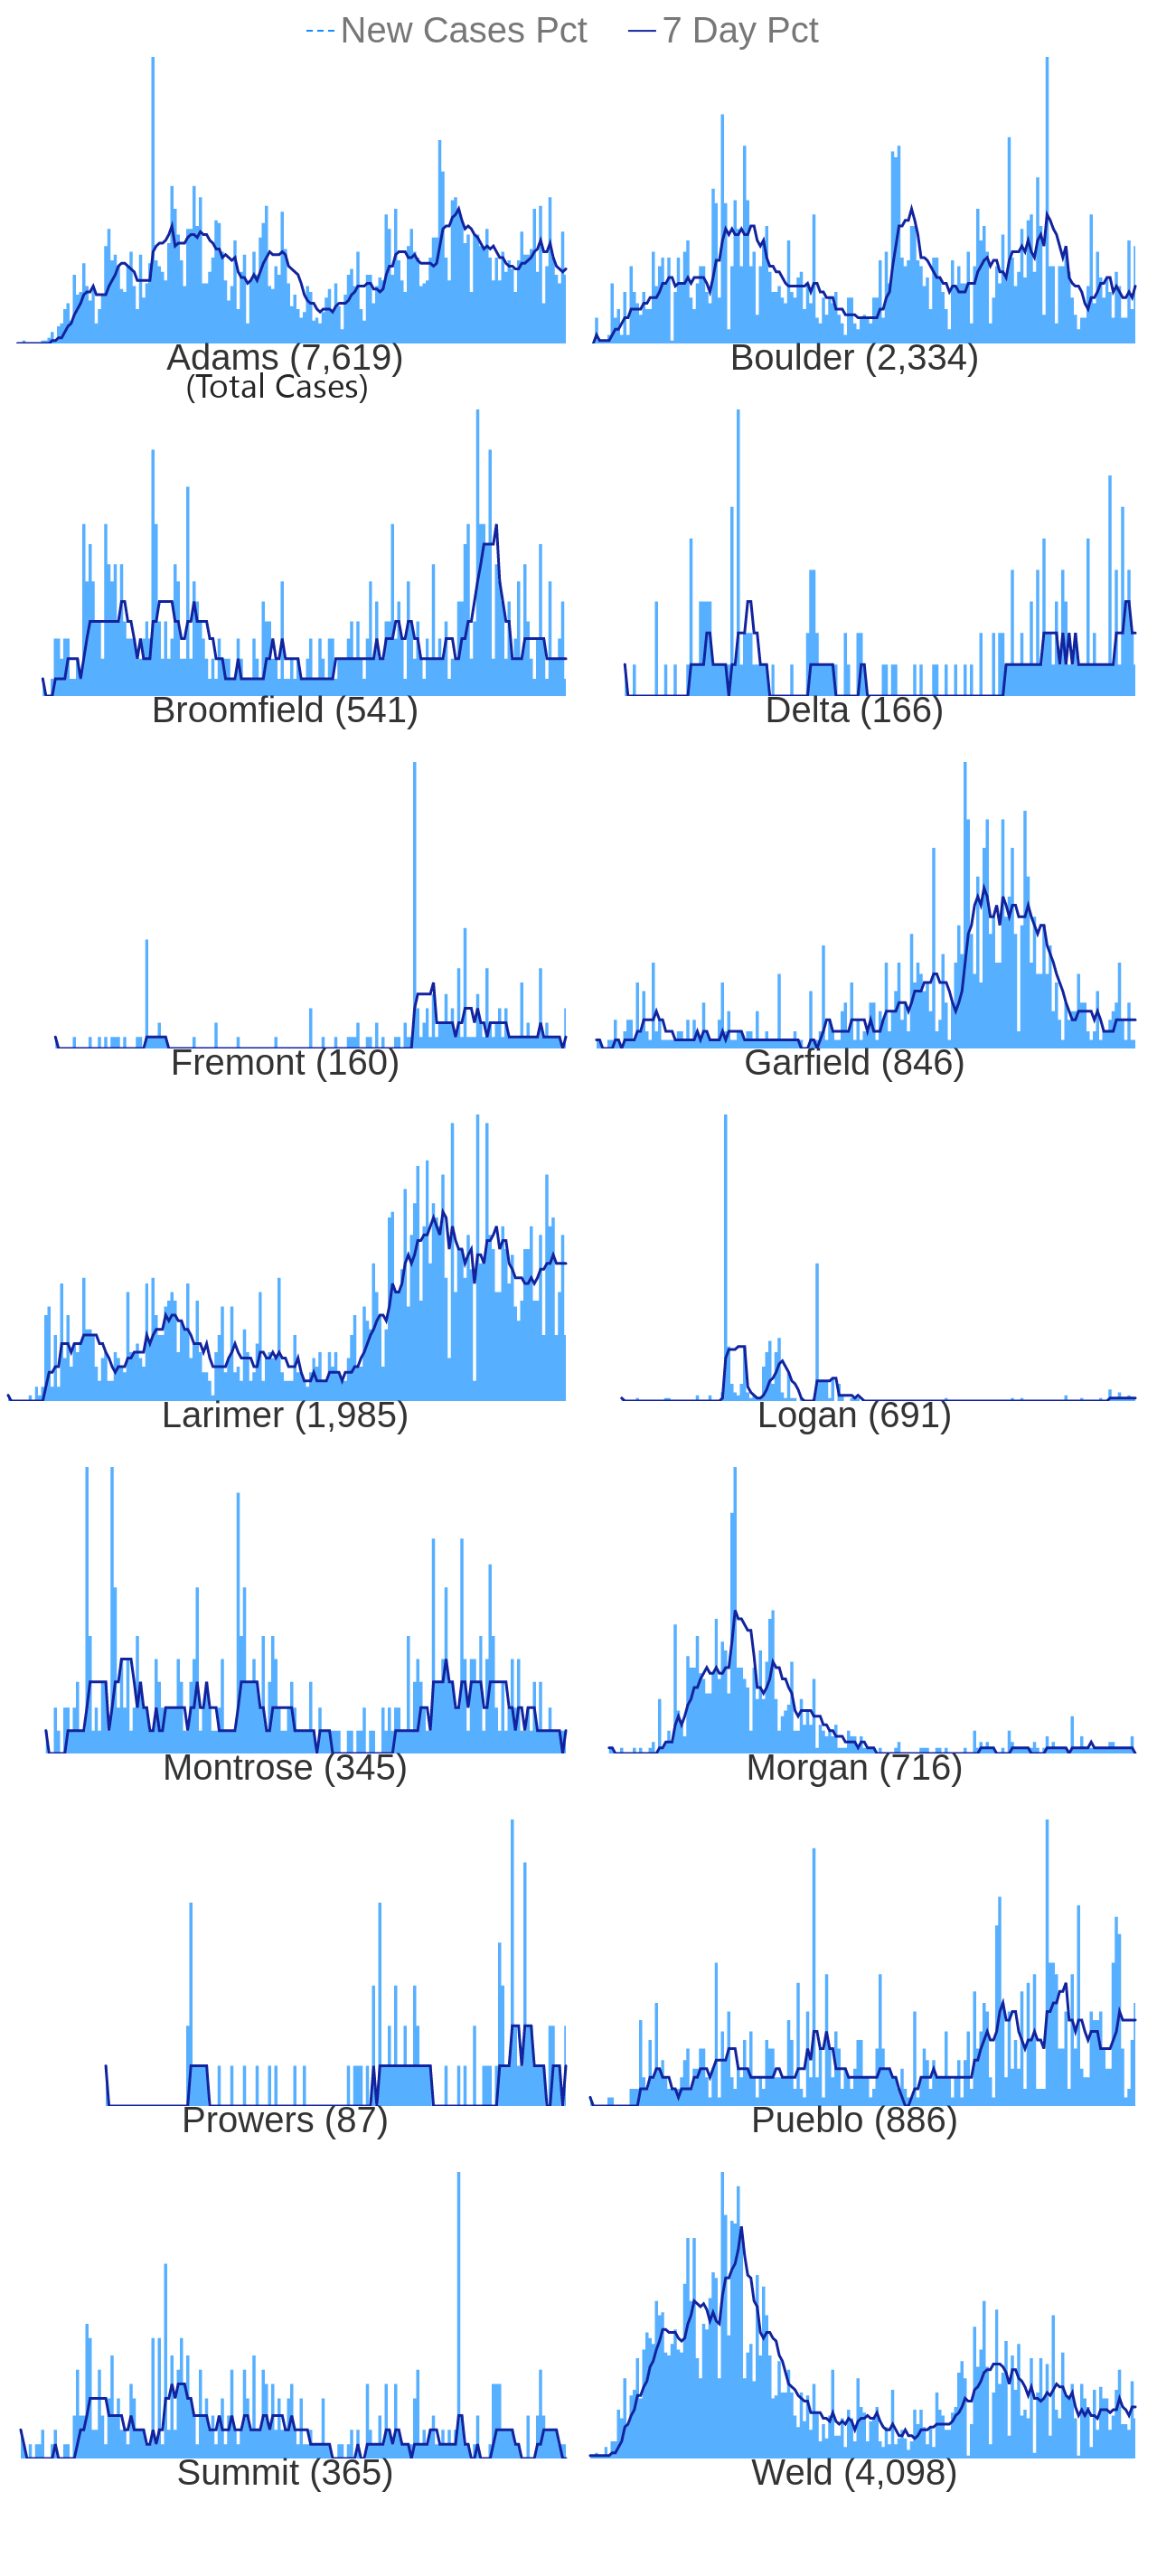 New Cases Pct 7 Day Pct
Adams (7,619) Boulder (2,334)
(Total Cases)
Broomfield (541) Delta (166)
Fremont (160) Garfield (846)
Larimer (1,985) Logan (691)
Montrose (345) Morgan (716)
Prowers (87) Pueblo (886)
Summit (365) Weld (4,098)